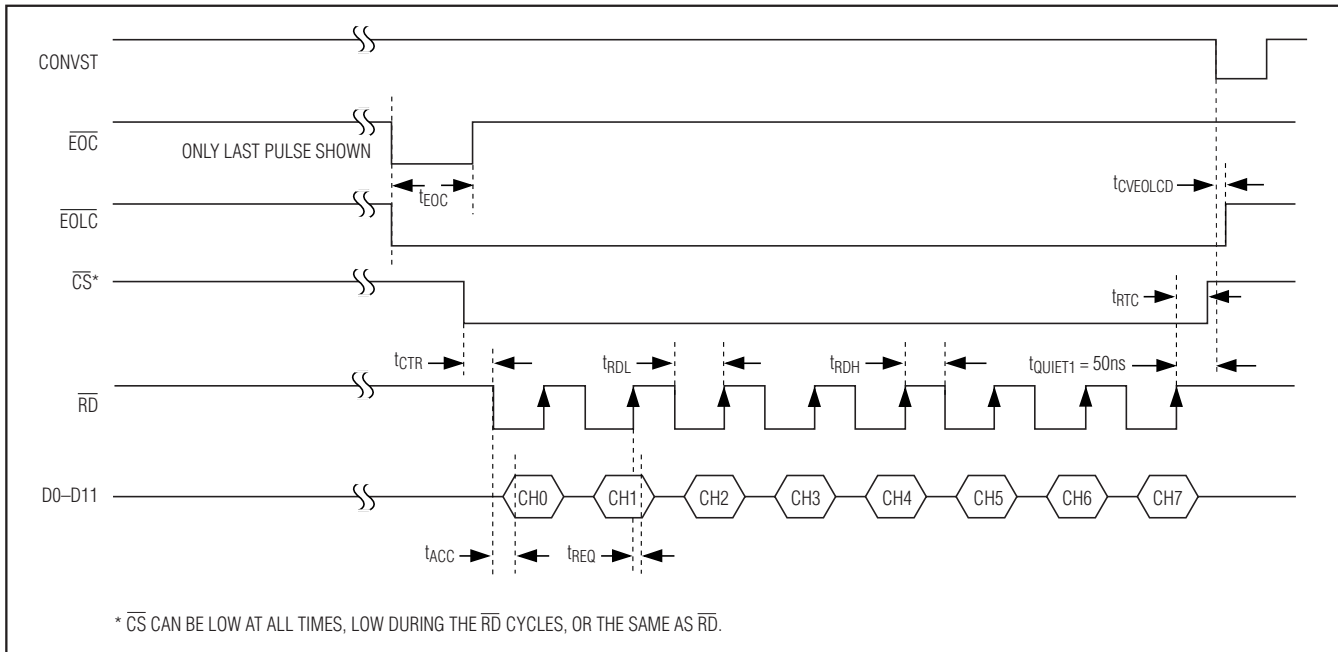 CONVST
EOC
ONLY LAST PULSE SHOWN
tEOC
tCVEOLCD
EOLC
CS*
tRTC
tCTR
tRDL
tRDH
tQUIET1 = 50ns
RD
D0–D11
CH0 CH1 CH2 CH3 CH4 CH5 CH6 CH7
tACC
tREQ
* CS CAN BE LOW AT ALL TIMES, LOW DURING THE RD CYCLES, OR THE SAME AS RD.